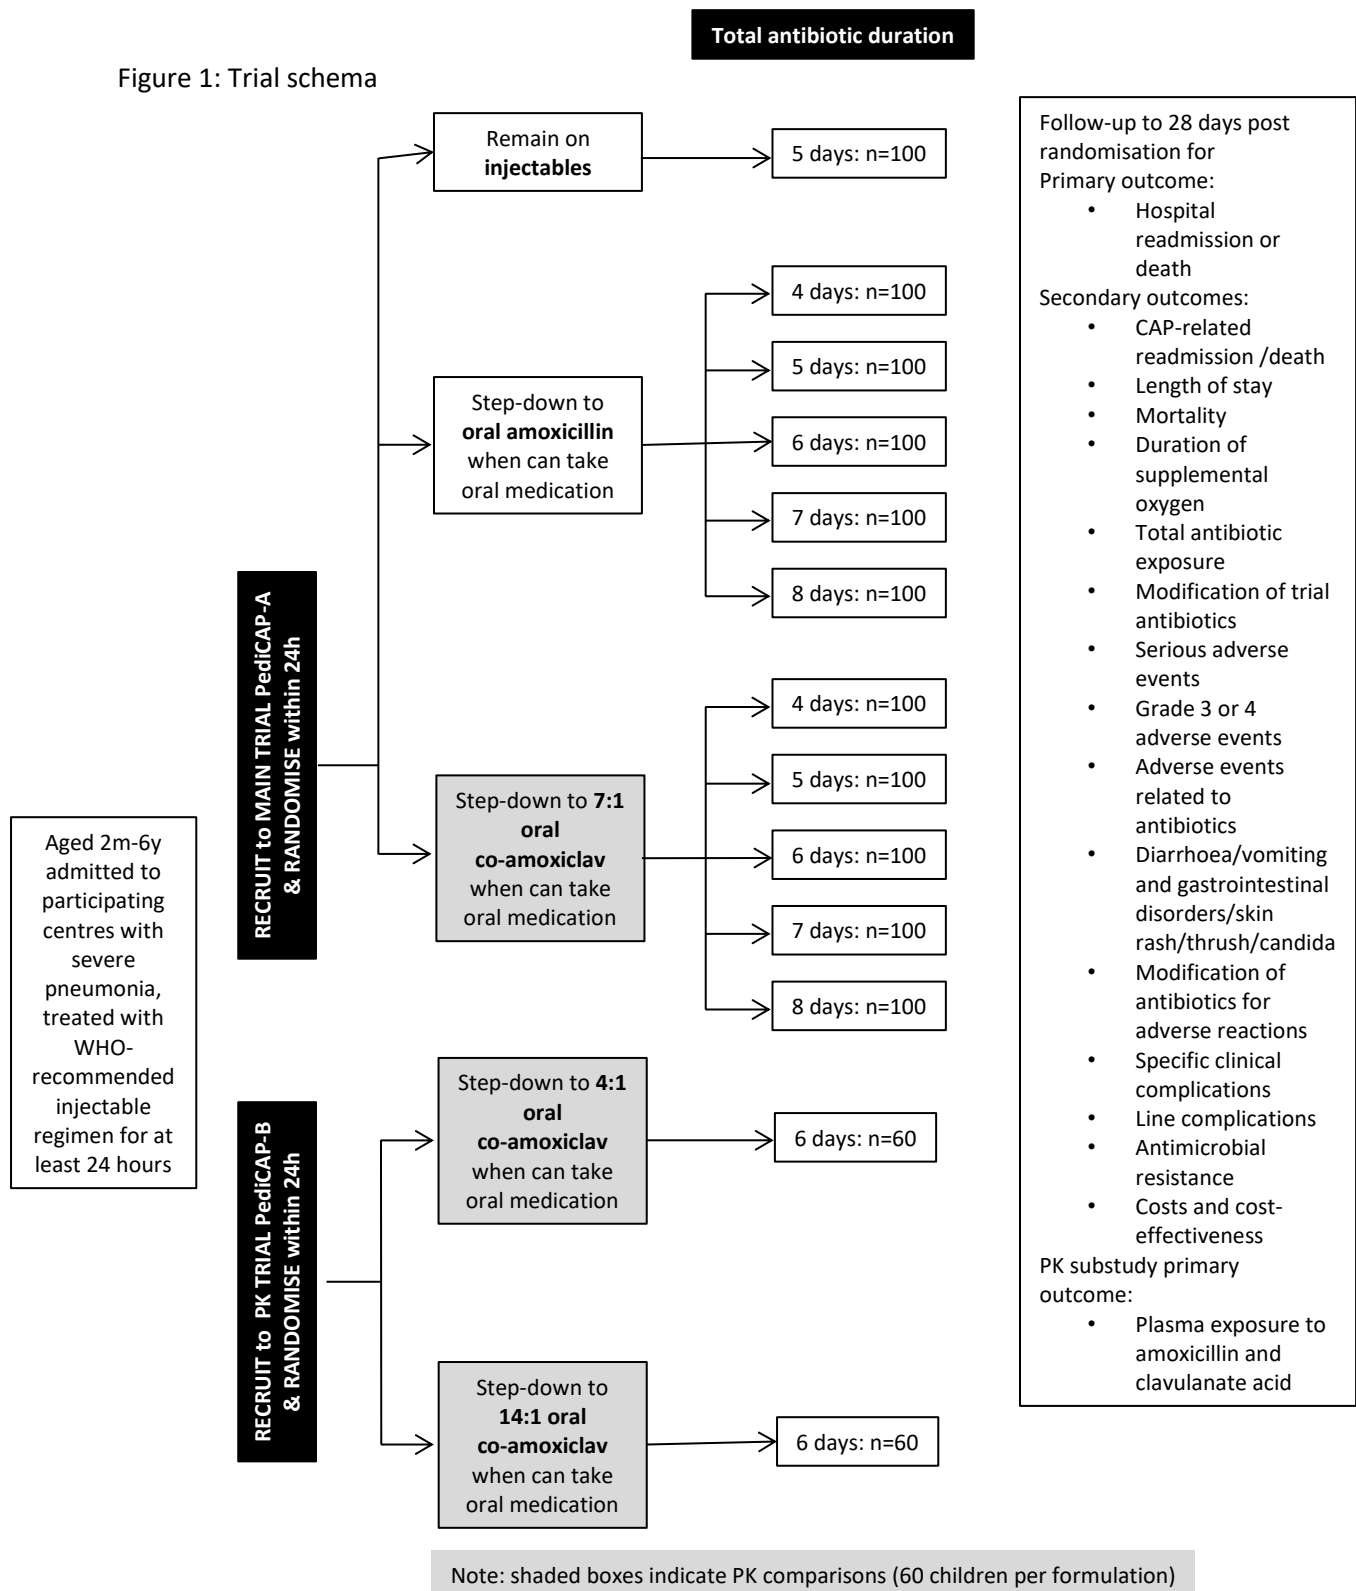 Total antibiotic duration
Figure 1: Trial schema
Remain on
injectables
5 days: n=100
Step-down to
oral amoxicillin
when can take
oral medication
4 days: n=100
5 days: n=100
6 days: n=100
7 days: n=100
8 days: n=100
RECRUIT to MAIN TRIAL PediCAP-A
& RANDOMISE within 24h
Step-down to 7:1
oral
co-amoxiclav
when can take
oral medication
4 days: n=100
5 days: n=100
6 days: n=100
7 days: n=100
8 days: n=100
Aged 2m-6y
admitted to
participating
centres with
severe
pneumonia,
treated with
WHO-
recommended
injectable
regimen for at
least 24 hours
RECRUIT to PK TRIAL PediCAP-B
& RANDOMISE within 24h
Step-down to 4:1
oral
co-amoxiclav
when can take
oral medication
6 days: n=60
Step-down to
14:1 oral
co-amoxiclav
when can take
oral medication
6 days: n=60
Follow-up to 28 days post
randomisation for
Primary outcome:
• Hospital
readmission or
death
Secondary outcomes:
• CAP-related
readmission /death
• Length of stay
• Mortality
• Duration of
supplemental
oxygen
• Total antibiotic
exposure
• Modification of trial
antibiotics
• Serious adverse
events
• Grade 3 or 4
adverse events
• Adverse events
related to
antibiotics
• Diarrhoea/vomiting
and gastrointestinal
disorders/skin
rash/thrush/candida
• Modification of
antibiotics for
adverse reactions
• Specific clinical
complications
• Line complications
• Antimicrobial
resistance
• Costs and cost-
effectiveness
PK substudy primary
outcome:
• Plasma exposure to
amoxicillin and
clavulanate acid
Note: shaded boxes indicate PK comparisons (60 children per formulation)